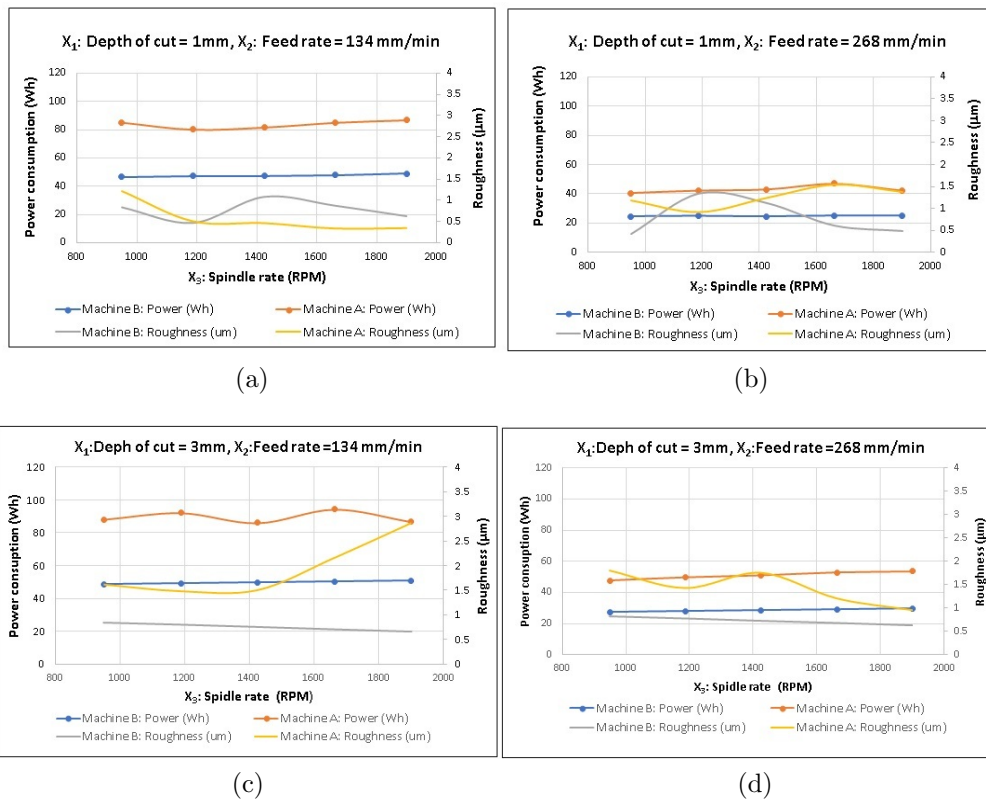 X₁: Depth of cut = 1mm, X₂: Feed rate = 134 mm/min
Power consumption (Wh)
120
100
80
60
40
20
0
4
3.5
3
2.5
2
1.5
1
0.5
0
Roughness (µm)
800 1000 1200 1400 1600 1800 2000
X₃: Spindle rate (RPM)
Machine B: Power (Wh) Machine A: Power (Wh)
Machine B: Roughness (um) Machine A: Roughness (um)
(a)
X₁: Depth of cut = 1mm, X₂: Feed rate = 268 mm/min
Power consumption (Wh)
120
100
80
60
40
20
0
4
3.5
3
2.5
2
1.5
1
0.5
0
Roughness (µm)
800 1000 1200 1400 1600 1800 2000
X₃: Spindle rate (RPM)
Machine B: Power (Wh) Machine A: Power (Wh)
Machine B: Roughness (um) Machine A: Roughness (um)
(b)
X₁:Deph of cut = 3mm, X₂:Feed rate =134 mm/min
Power consuption (Wh)
120
100
80
60
40
20
0
4
3.5
3
2.5
2
1.5
1
0.5
0
Roughness (µm)
800 1000 1200 1400 1600 1800 2000
X₃: Spidle rate (RPM)
Machine B: Power (Wh) Machine A: Power (Wh)
Machine B: Roughness (um) Machine A: Roughness (um)
(c)
X₁:Deph of cut = 3mm, X₂:Feed rate =268 mm/min
Power consumption (Wh)
120
100
80
60
40
20
0
4
3.5
3
2.5
2
1.5
1
0.5
0
Roughness (µm)
800 1000 1200 1400 1600 1800 2000
X₃: Spidle rate (RPM)
Machine B: Power (Wh) Machine A: Power (Wh)
Machine B: Roughness (um) Machine A: Roughness (um)
(d)